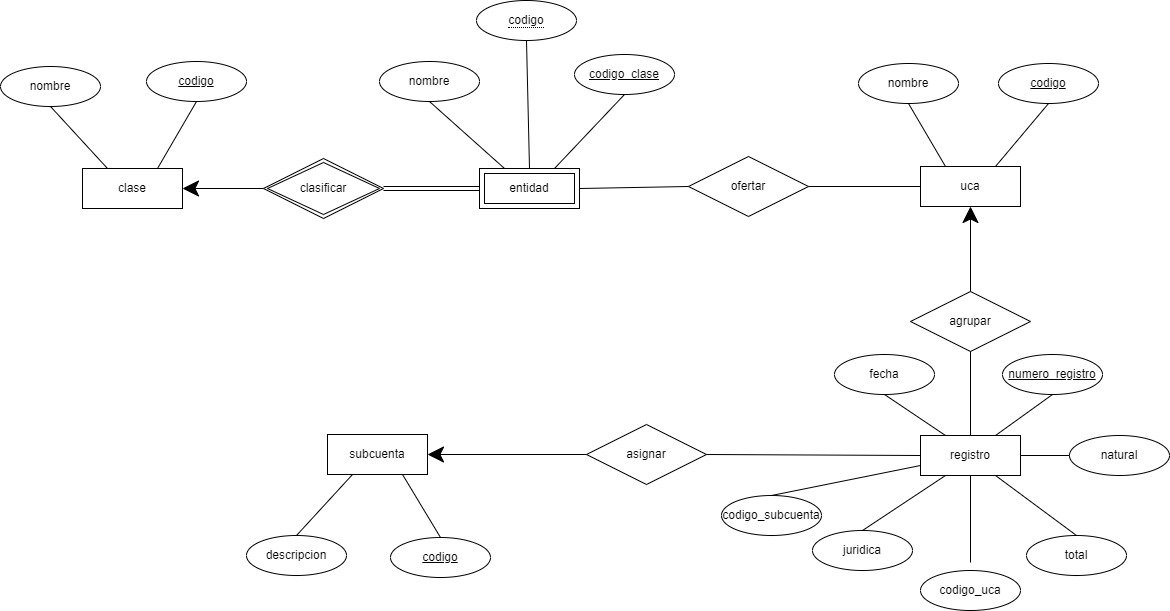 codigo
nombre
codigo
nombre
codigo_clase
nombre
codigo
clase
clasificar
entidad
ofertar
uca
agrupar
fecha
numero_registro
subcuenta
asignar
registro
natural
codigo_subcuenta
descripcion
codigo
juridica
total
codigo_uca